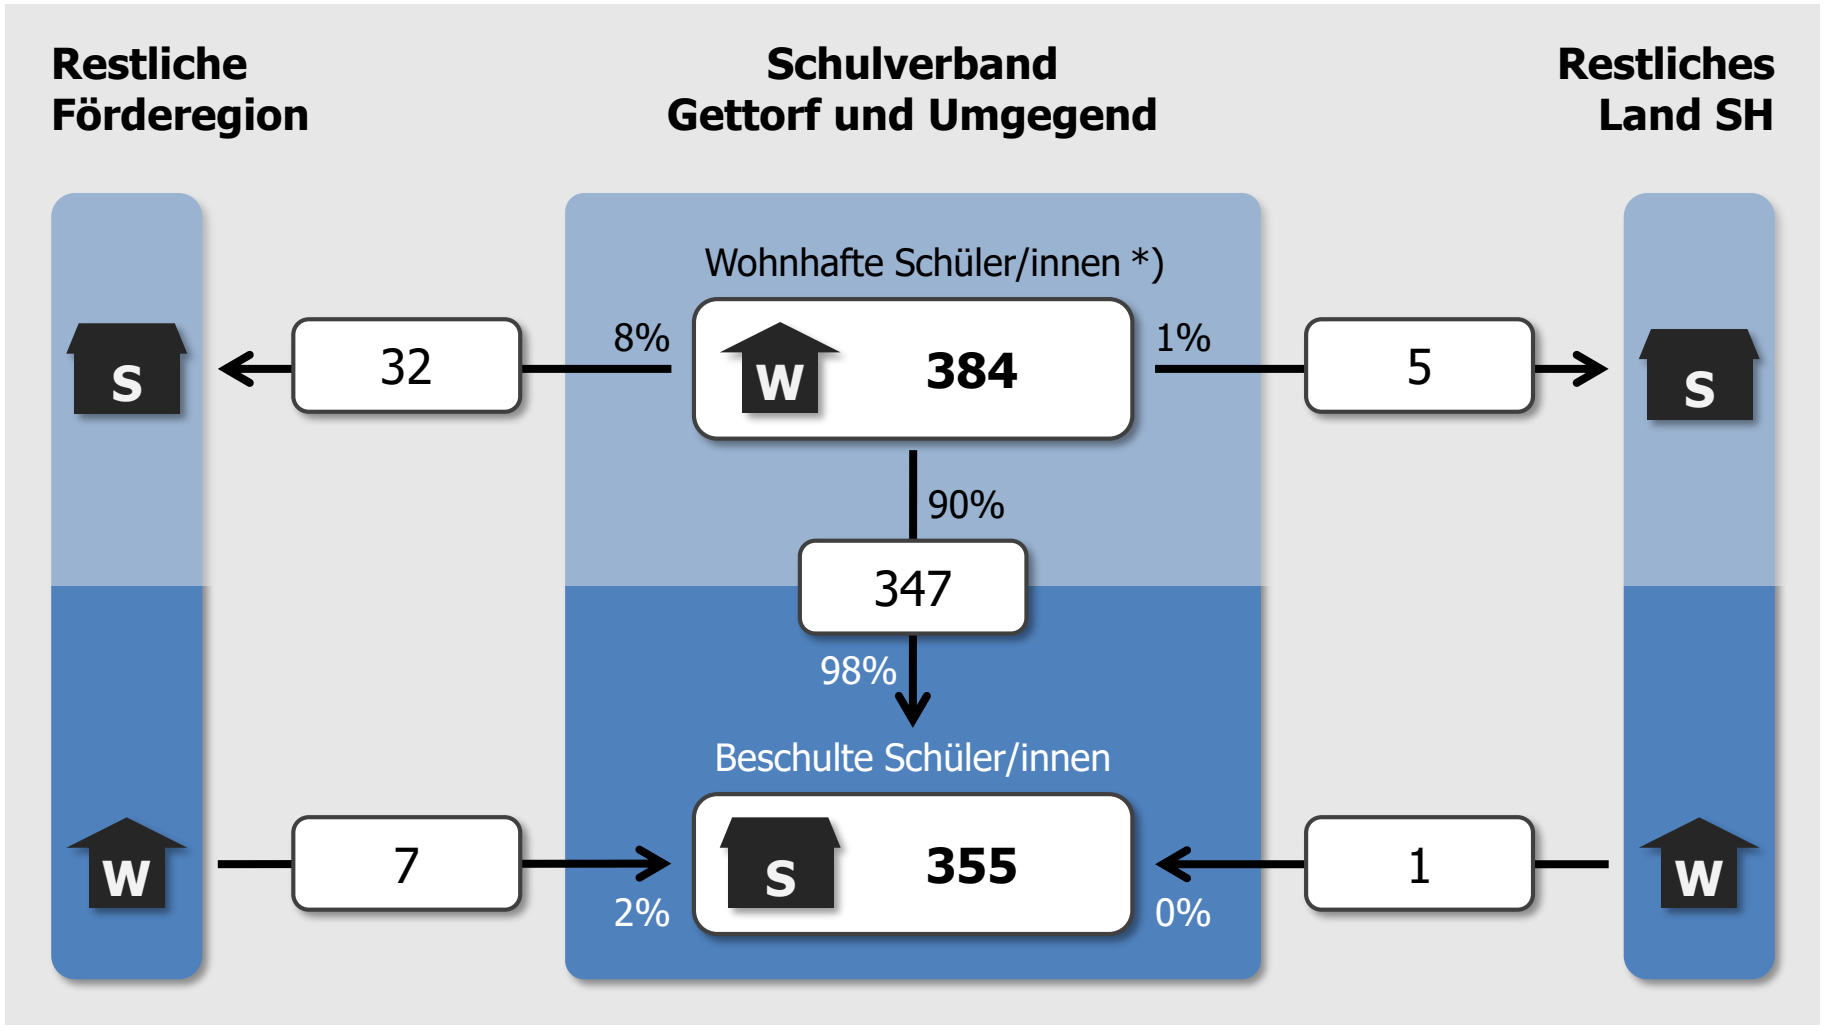 Restliche
Förderegion
Schulverband
Gettorf und Umgegend
Restliches
Land SH
Wohnhafte Schüler/innen *)
S
32
8%
W
384
1%
5
S
90%
347
98%
Beschulte Schüler/innen
W
7
2%
S
355
0%
1
W